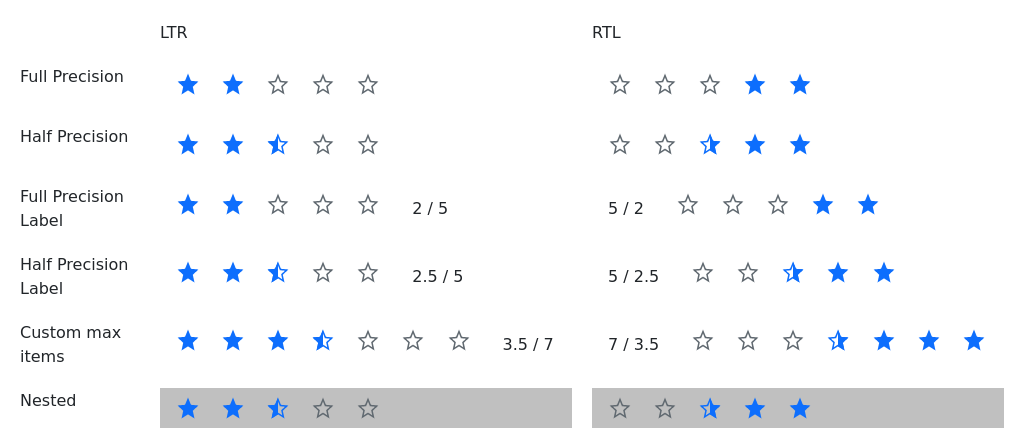 LTR
RTL
Full Precision
Half Precision
Full Precision
Label
2 / 5
5 / 2
Half Precision
Label
2.5 / 5
5 / 2.5
Custom max
items
3.5 / 7
7 / 3.5
Nested